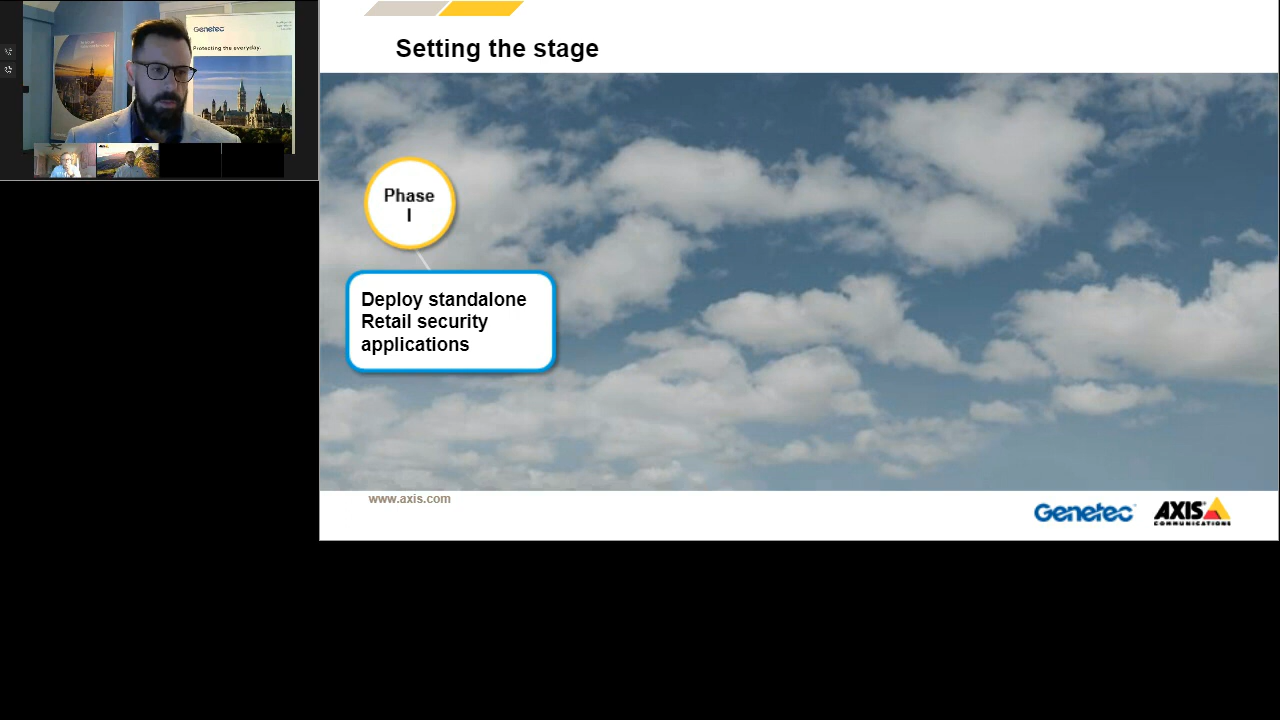 Genetec
Protecting the everyday.
Setting the stage
Phase
I
Deploy standalone
Retail security
applications
www.axis.com
Genetec
AXIS
COMMUNICATIONS